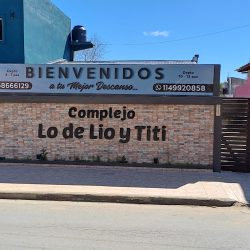 BIENVENIDOS
a tu Mejor Descanso...
1149920858
Complejo
Lo de Lio y Titi